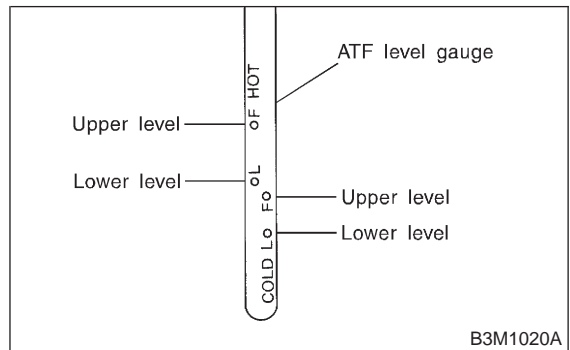 ATF level gauge
F HOT
Upper level
L
Lower level
F
Upper level
COLD L
Lower level
B3M1020A